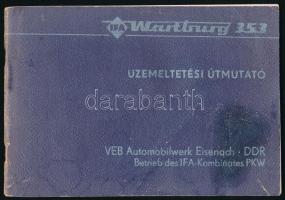 IFA Wartburg 353
ÜZEMELTETÉSI ÚTMUTATÓ
darabanth
VEB Automobilwerk Eisenach · DDR
Betrieb des IFA-Kombinates PKW